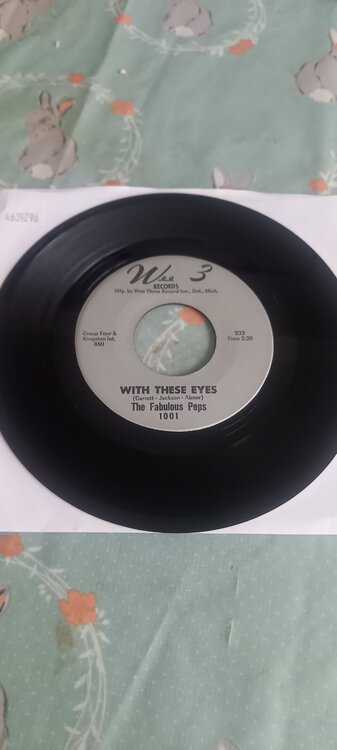 4639296
Wee 3
RECORDS
Mfg. by Wee Three Record Inc., Det., Mich.
Group Four &
Kingston Int.
BMI
233
Time 2:25
WITH THESE EYES
(Garrett - Jackson - Abner)
The Fabulous Peps
1001